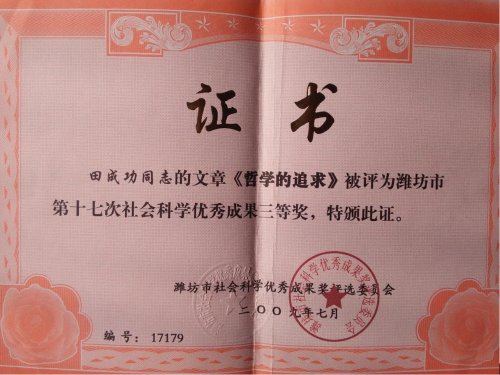 证书
田成功同志的文章《哲学的追求》被评为潍坊市
第十七次社会科学优秀成果三等奖，特颁此证。
潍坊市社会科学优秀成果奖评选委员会
二〇〇九年七月
编号：17179